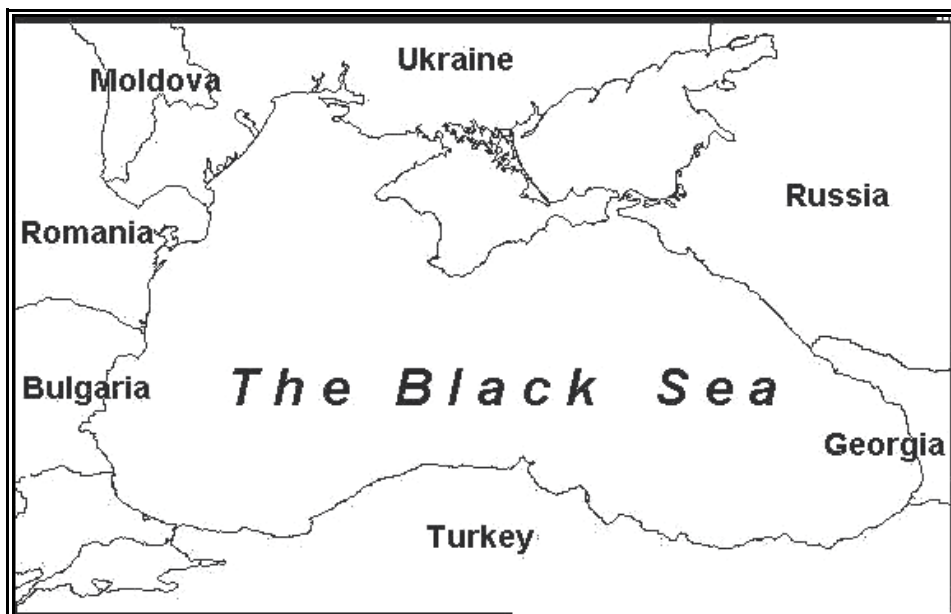 Ukraine
Moldova
Russia
Romania
The Black Sea
Bulgaria
Georgia
Turkey